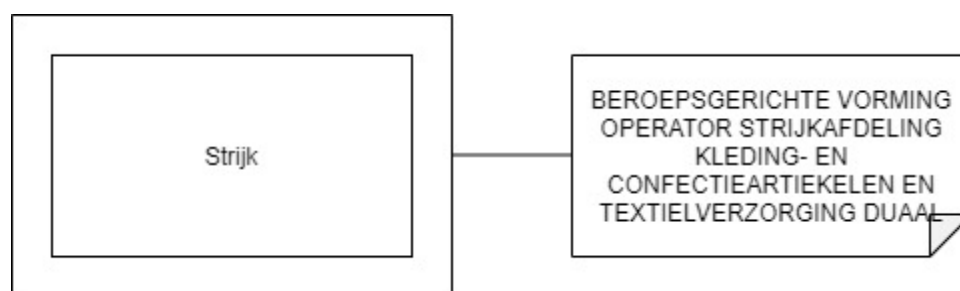 Strijk
BEROEPSGERICHTE VORMING
OPERATOR STRIJKAFDELING
KLEDING- EN
CONFECTIEARTIEKELEN EN
TEXTIELVERZORGING DUAAL